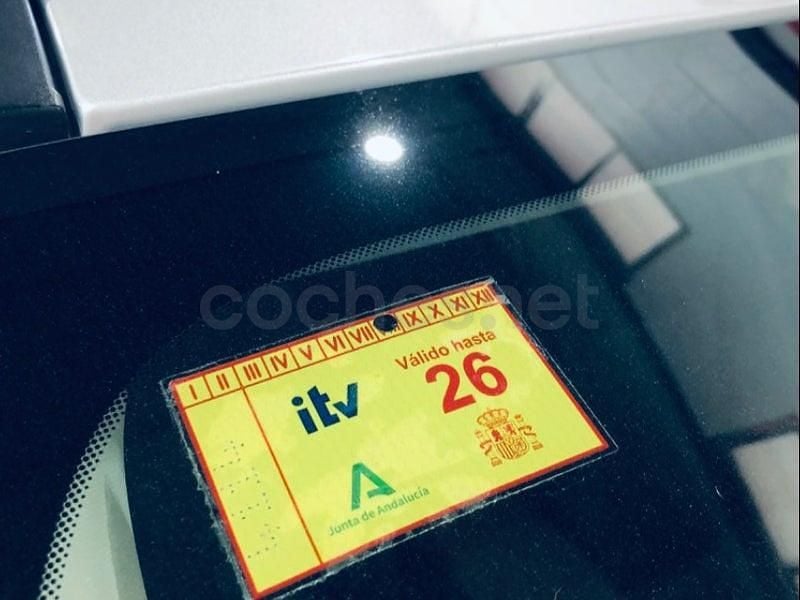 coches.net
I II III IV V VI VII VIII IX X XI XII
Válido hasta
itv
26
Junta de Andalucía